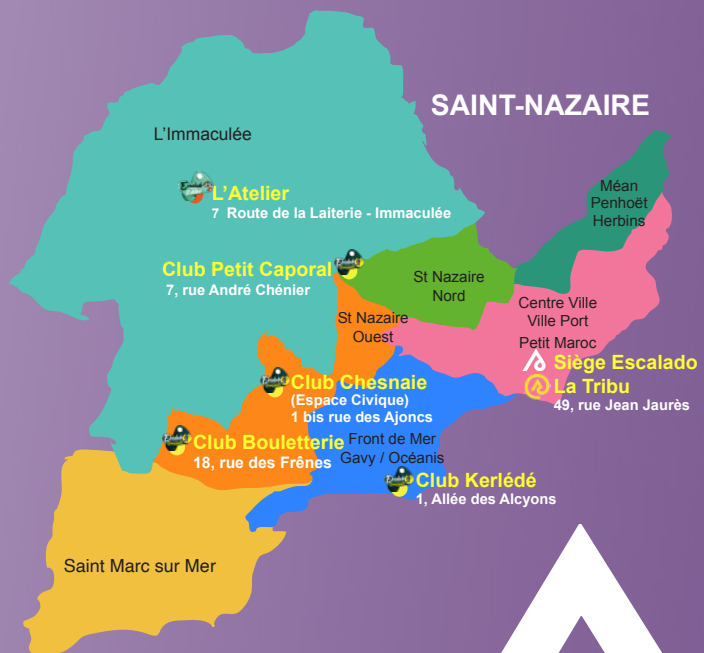 SAINT-NAZAIRE
L'Immaculée
L'Atelier
7 Route de la Laiterie - Immaculée
Méan
Penhoët
Herbins
Club Petit Caporal
7, rue André Chénier
St Nazaire
Nord
Centre Ville
Ville Port
Petit Maroc
St Nazaire
Ouest
Siège Escalado
La Tribu
49, rue Jean Jaurès
Club Chesnaie
(Espace Civique)
1 bis rue des Ajoncs
Club Bouletterie
18, rue des Frênes
Front de Mer
Gavy / Océanis
Club Kerlédé
1, Allée des Alcyons
Saint Marc sur Mer